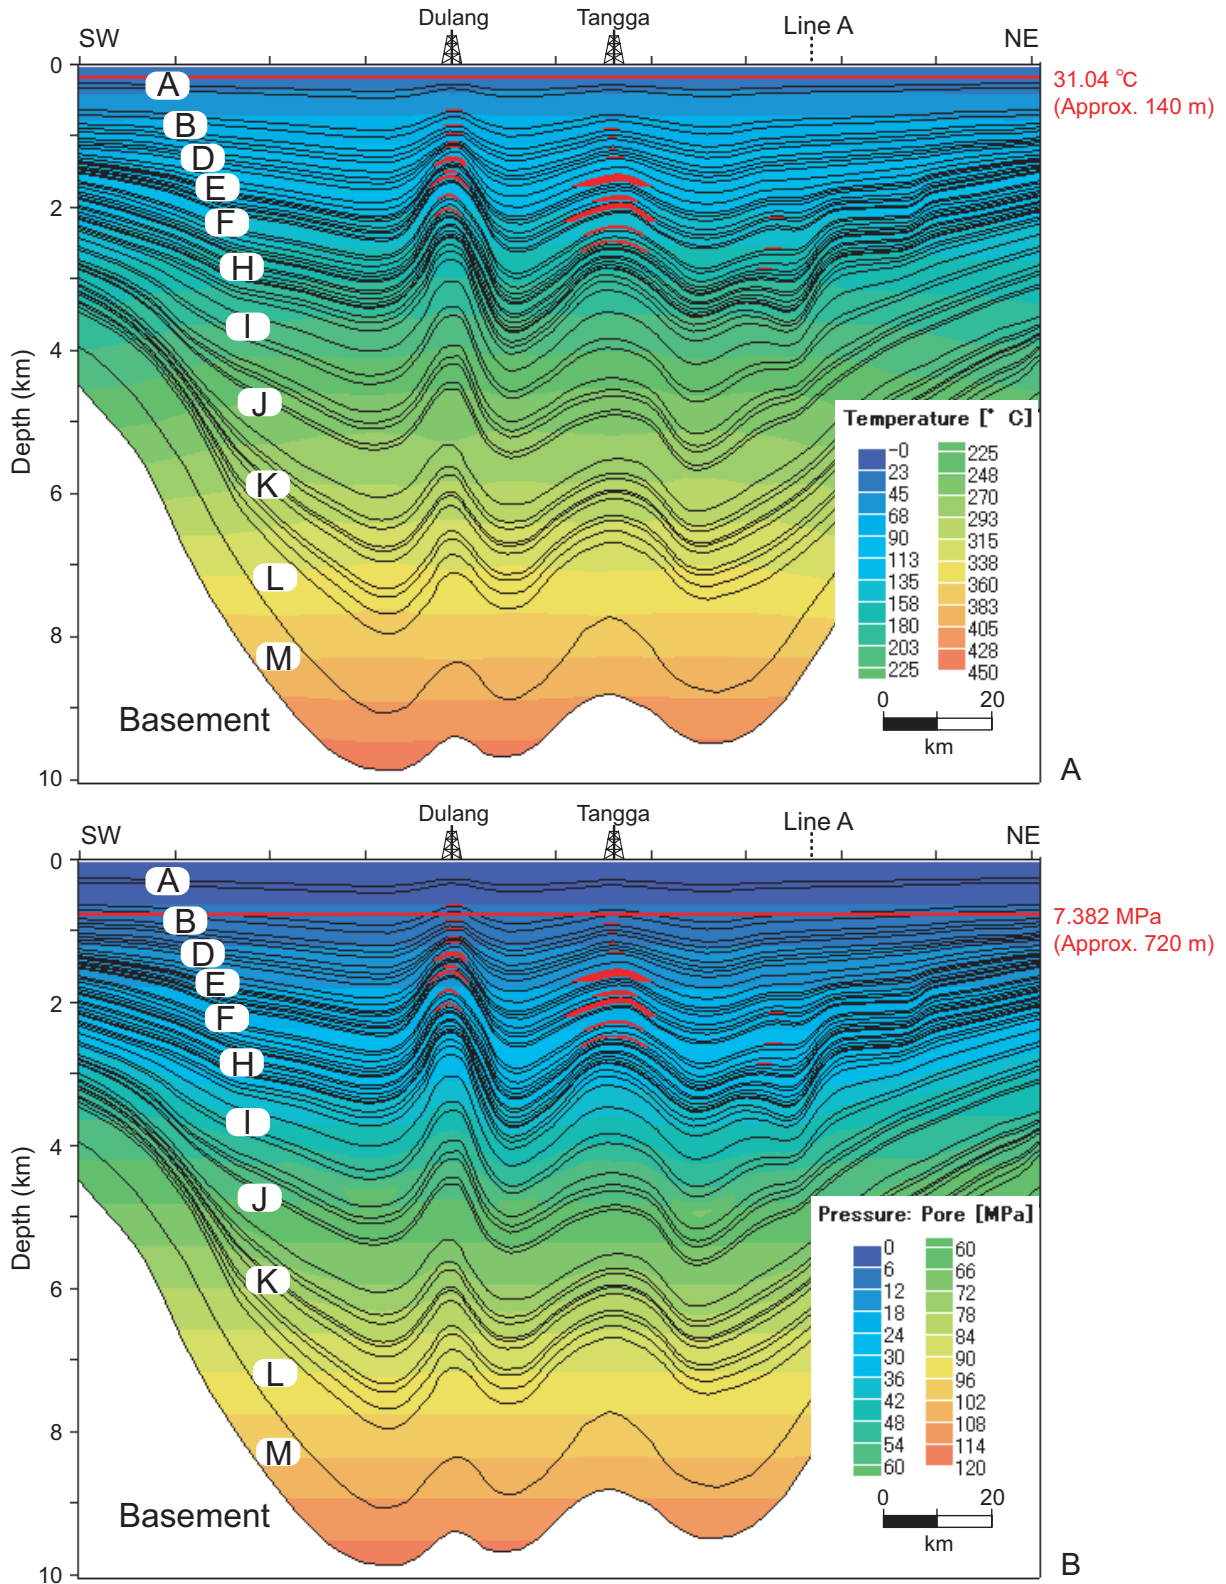 Dulang Tangga Line A
SW NE
0
31.04 °C
(Approx. 140 m)
A
B
D
E
2
F
H
I
4
Depth (km)
J
Temperature [° C]
-0 225
23 248
45 270
68 293
90 315
113 338
135 360
158 383
180 405
203 428
225 450
K
6
L
8
M
0 20
km
Basement
10
A
Dulang Tangga Line A
SW NE
0
A
7.382 MPa
(Approx. 720 m)
B
D
E
2
F
H
I
4
Depth (km)
J
Pressure: Pore [MPa]
0 60
6 66
12 72
18 78
24 84
30 90
36 96
42 102
48 108
54 114
60 120
K
6
L
8
M
0 20
km
Basement
10
B